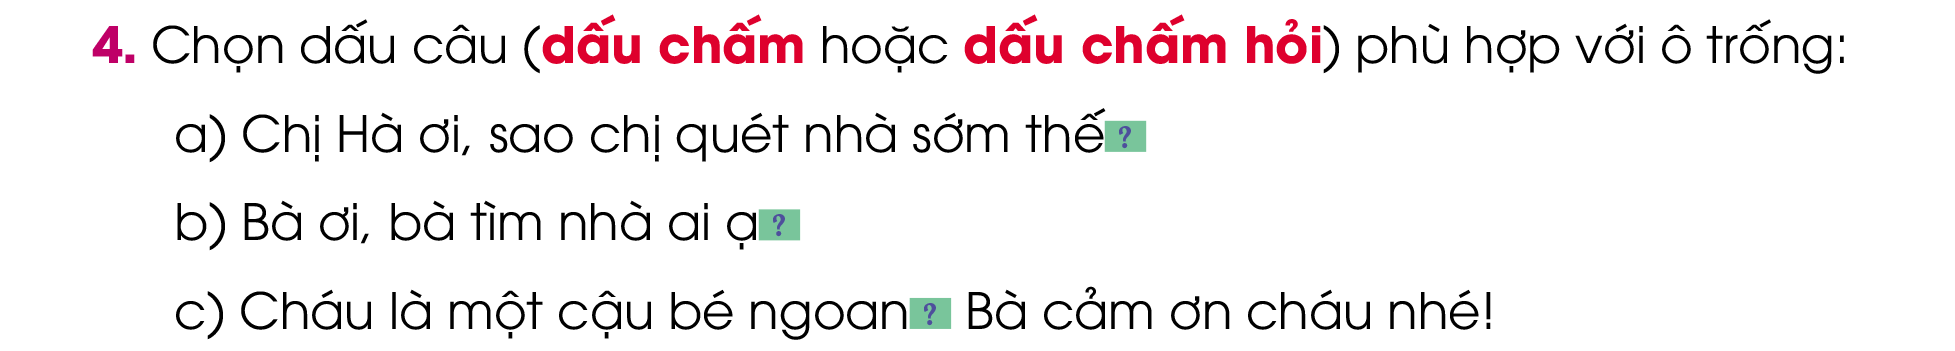 4. Chọn dấu câu (dấu chấm hoặc dấu chấm hỏi) phù hợp với ô trống:
a) Chị Hà ơi, sao chị quét nhà sớm thế ?
b) Bà ơi, bà tìm nhà ai ạ ?
c) Cháu là một cậu bé ngoan ? Bà cảm ơn cháu nhé!